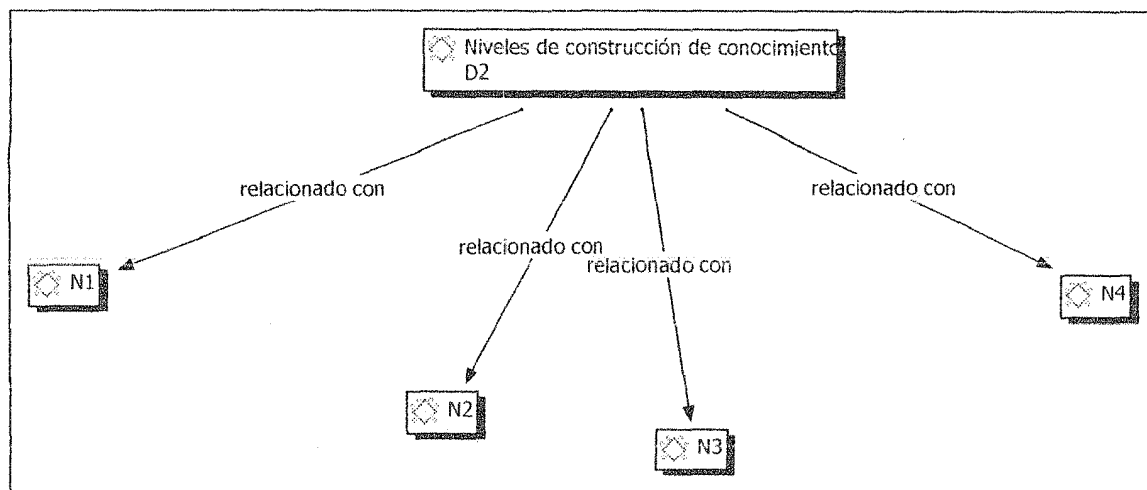 Niveles de construcción de conocimiento
D2
relacionado con
relacionado con
relacionado con
relacionado con
N1
N4
N2
N3